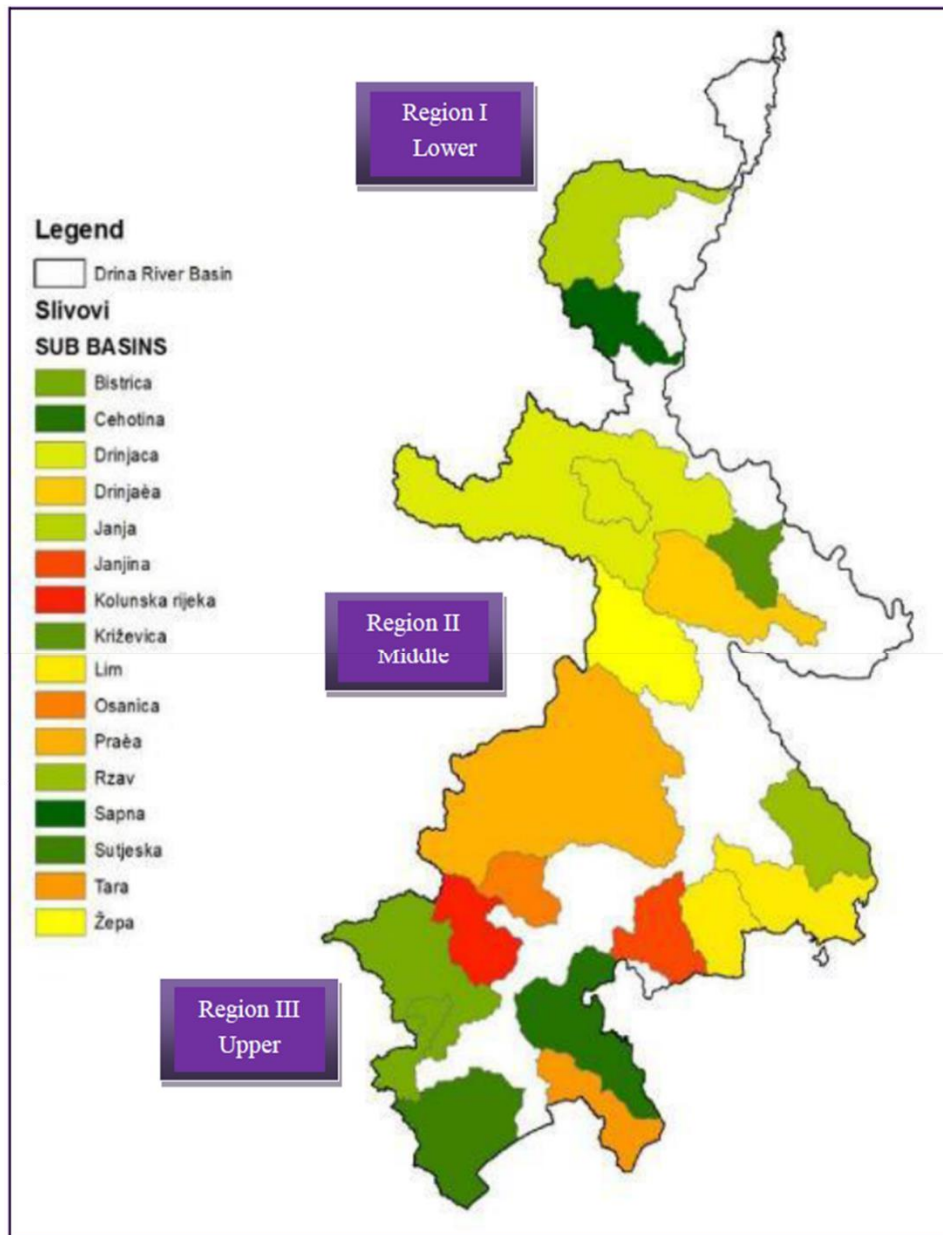 Region I
Lower
Legend
Drina River Basin
Slivovi
SUB BASINS
Bistrica
Cehotina
Drinjaca
Drinjaèa
Janja
Janjina
Kolunska rijeka
Križevica
Lim
Osanica
Praèa
Rzav
Sapna
Sutjeska
Tara
Žepa
Region II
Middle
Region III
Upper